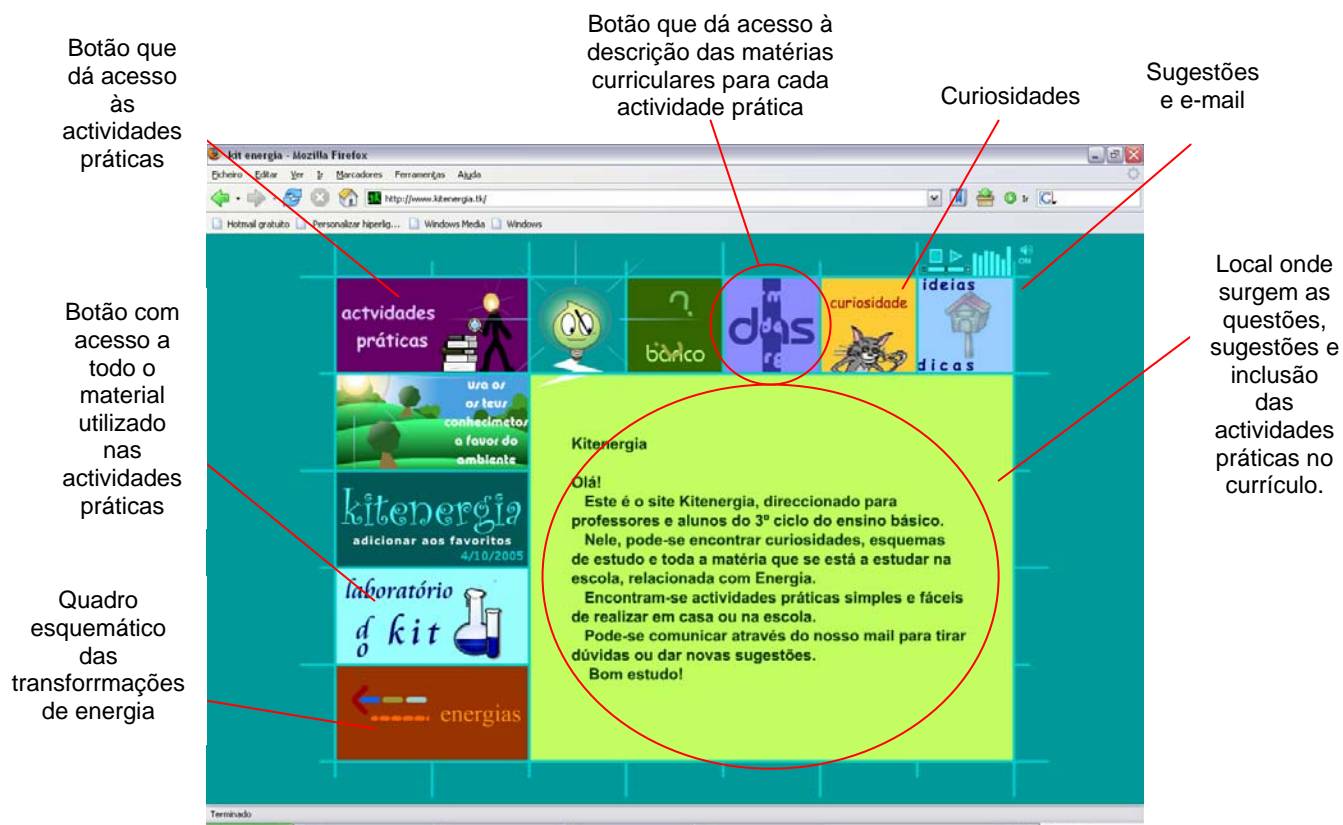 Botão que
dá acesso
às
actividades
práticas
Botão que dá acesso à
descrição das matérias
curriculares para cada
actividade prática
Curiosidades
Sugestões
e e-mail
kit energia - Mozilla Firefox
Ficheiro Editar Ver Ir Marcadores Ferramentas Ajuda
http://www.kitenergia.tk/
Ir
Hotmail gratuito Personalizar hiperlig... Windows Media Windows
ON
actvidades
práticas
curiosidade
ideias
dicas
das
Botão com
acesso a
todo o
material
utilizado
nas
actividades
práticas
usa os
os teus
conhecimetos
a favor do
ambiente
kitenergia
adicionar aos favoritos
4/10/2005
laboratório
do kit
energias
Kitenergia
Olá!
Este é o site Kitenergia, direccionado para
professores e alunos do 3º ciclo do ensino básico.
Nele, pode-se encontrar curiosidades, esquemas
de estudo e toda a matéria que se está a estudar na
escola, relacionada com Energia.
Encontram-se actividades práticas simples e fáceis
de realizar em casa ou na escola.
Pode-se comunicar através do nosso mail para tirar
dúvidas ou dar novas sugestões.
Bom estudo!
Local onde
surgem as
questões,
sugestões e
inclusão
das
actividades
práticas no
currículo.
Quadro
esquemático
das
transforrmações
de energia
Terminado